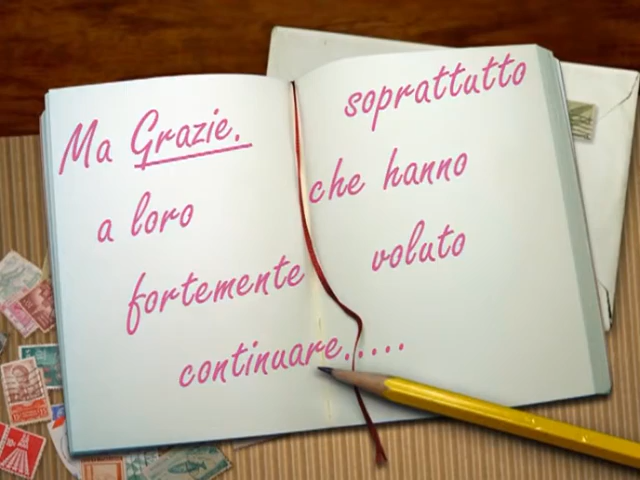 Ma Grazie. soprattutto
a loro che hanno
fortemente voluto
continuare.....